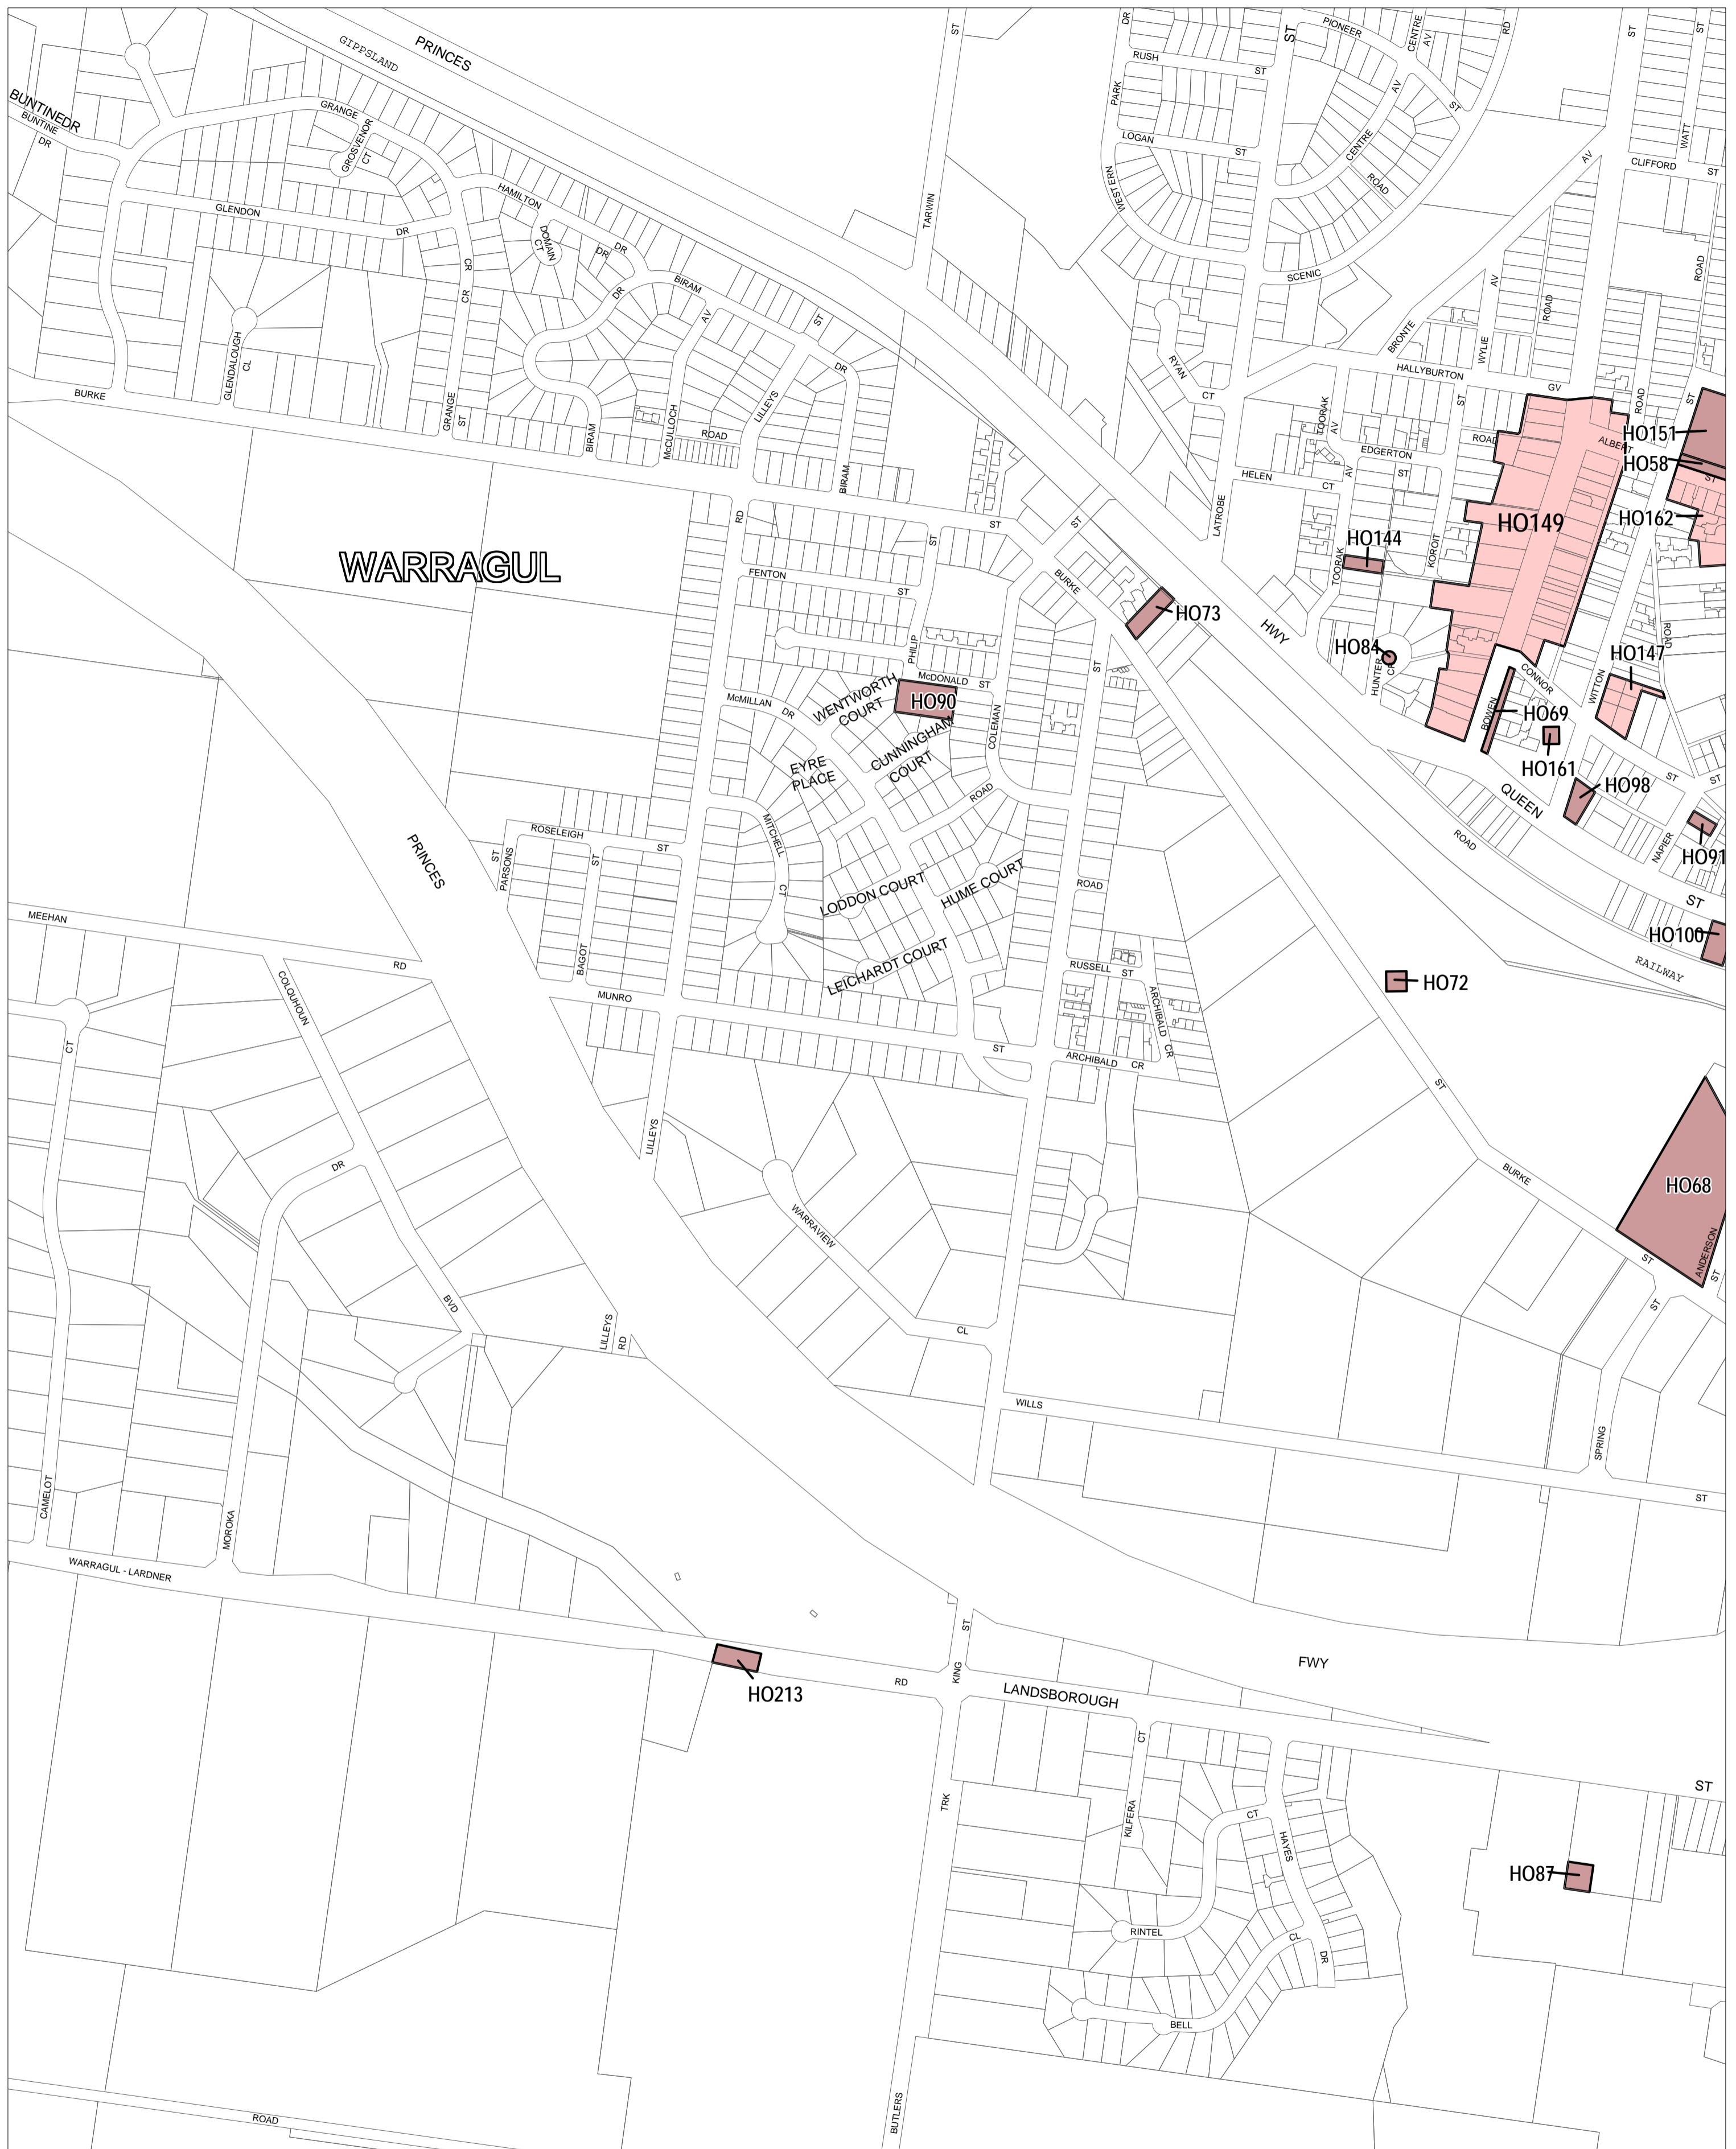 PRINCES
GIPPSLAND
ST
DR
RUSH
ST
ST
PIONEER
CENTRE
AV
RD
ST
ST
BUNTINEDR
BUNTINE
DR
GRANGE
GROSVENOR
CT
PARK
AV
ST
LOGAN
ST
CENTRE
ROAD
WATT
CLIFFORD
ST
AV
WESTERN
TARWIN
HAMILTON
GLENDON
DR
DOMAIN
CT
DR
DR
CR
CR
DR
BIRAM
AV
ST
DR
SCENIC
AV
ROAD
ROAD
BRONTE
WYLIE
HALLYBURTON
GV
RYAN
CT
GLENDALOUGH
CL
BURKE
GRANGE
ST
BIRAM
McCULLOCH
LILLEYS
ROAD
BIRAM
TOORAK
AV
ST
ROAD
ROAD
ST
ALBERT
HO151
HO58
ST
EDGERTON
ST
AV
HELEN
CT
LATROBE
HO149
HO162
HO144
KOROIT
TOORAK
RD
ST
ST
ST
WARRAGUL
FENTON
ST
BURKE
HO73
HWY
HO84
HUNTER
CR
ROAD
HO147
PHILIP
McDONALD
ST
ST
WENTWORTH
COURT
HO90
McMILLAN
DR
COLEMAN
CUNNINGHAM
COURT
EYRE
PLACE
ROAD
CONNOR
WITTON
BOWEN
HO69
HO161
HO98
ST
ST
QUEEN
ROAD
NAPIER
HO91
ST
HO100
RAILWAY
PRINCES
ROSELEIGH
ST
ST
PARSONS
ST
MITCHELL
CT
LODDON COURT
HUME COURT
ROAD
MEEHAN
RD
COLQUHOUN
BAGOT
LEICHARDT COURT
RUSSELL
ST
ARCHIBALD
CR
HO72
MUNRO
ST
ARCHIBALD
CR
CT
ST
LILLEYS
DR
BURKE
HO68
ANDERSON
ST
ST
ST
WARRAVIEW
BVD
LILLEYS
RD
CL
WILLS
SPRING
ST
CAMELOT
MOROKA
WARRAGUL - LARDNER
ST
KING
RD
HO213
FWY
LANDSBOROUGH
CT
ST
TRK
KILFERA
CT
HAYES
HO87
RINTEL
CL
DR
BELL
BUTLERS
ROAD